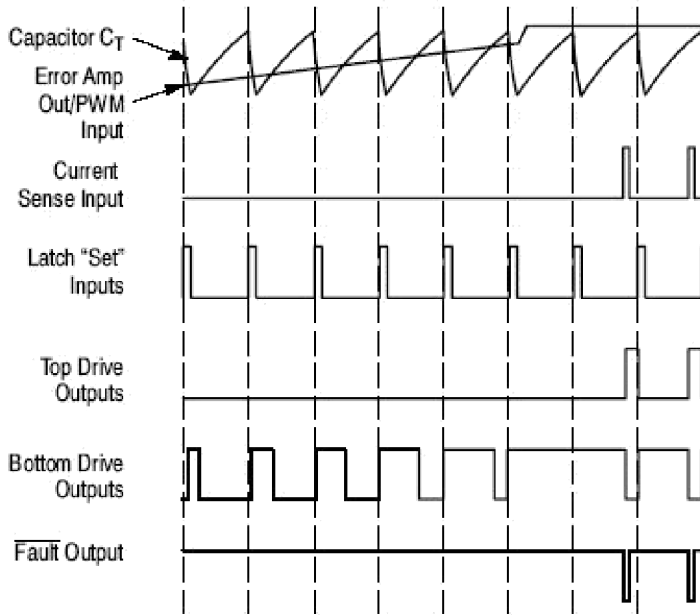 Capacitor CT
Error Amp
Out/PWM
Input
Current
Sense Input
Latch “Set”
Inputs
Top Drive
Outputs
Bottom Drive
Outputs
Fault Output